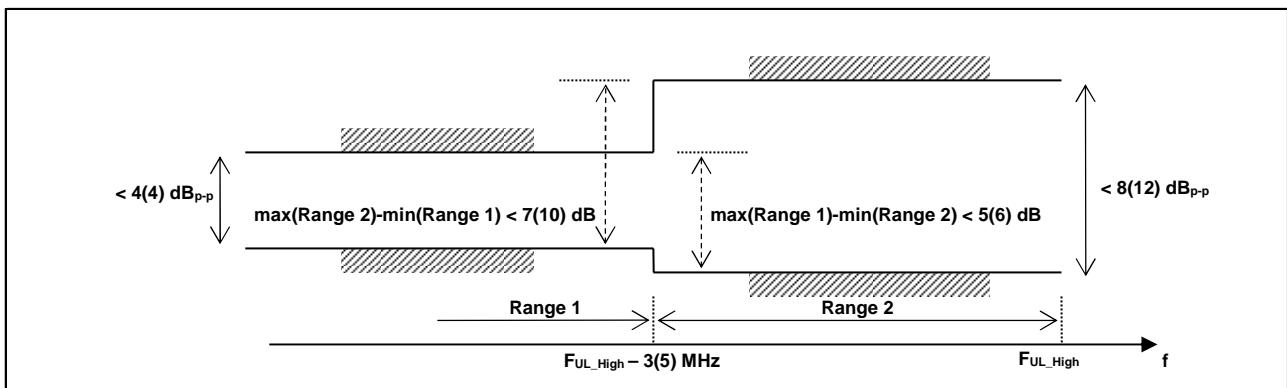 < 4(4) dBp-p
max(Range 2)-min(Range 1) < 7(10) dB
max(Range 1)-min(Range 2) < 5(6) dB
< 8(12) dBp-p
Range 1
Range 2
FUL_High – 3(5) MHz
FUL_High
f